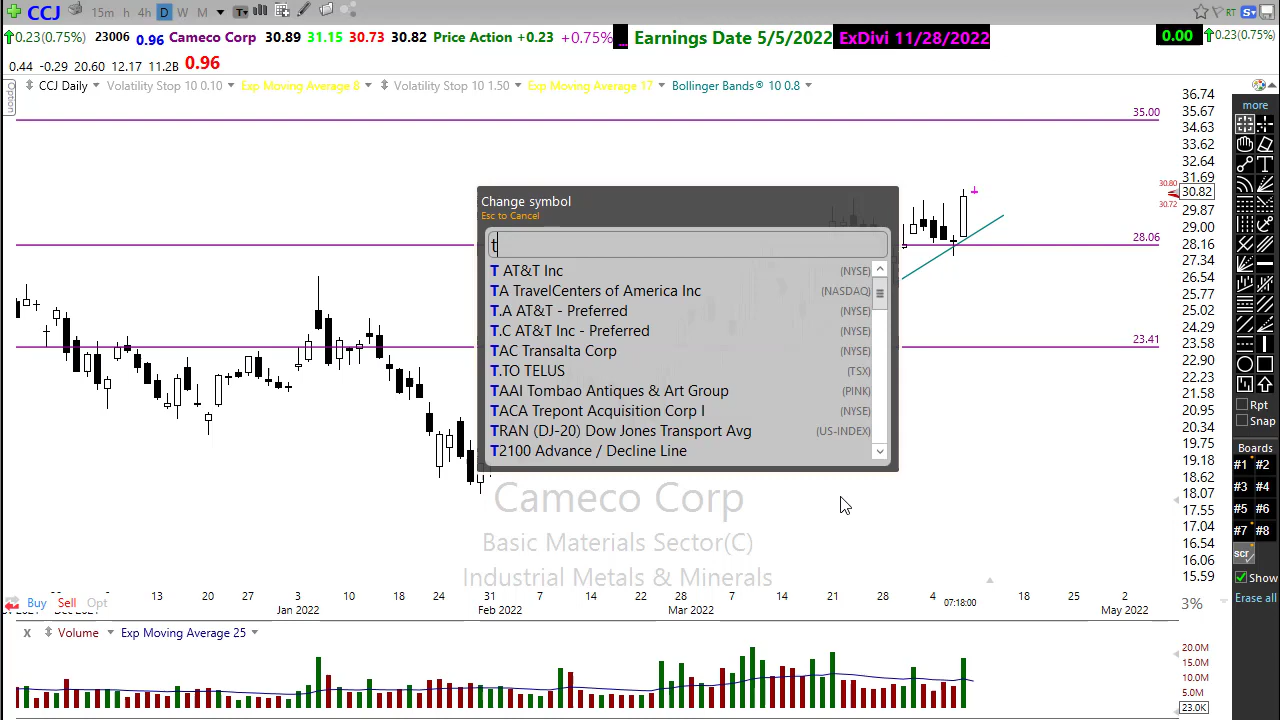 CCJ 15m h 4h D W M T RT S
0.23(0.75%) 23006 0.96 Cameco Corp 30.89 31.15 30.73 30.82 Price Action +0.23 +0.75% Earnings Date 5/5/2022 ExDivi 11/28/2022 0.00 0.23(0.75%)
0.44 -0.29 20.60 12.17 11.2B 0.96
Option
CCJ Daily Volatility Stop 10 0.10 Exp Moving Average 8 Volatility Stop 10 1.50 Exp Moving Average 17 Bollinger Bands® 10 0.8
36.74
35.67
35.00
34.63
33.62
32.64
31.69
30.80
30.82
30.72
29.87
29.00
28.06
28.16
27.34
26.54
25.77
25.02
24.29
23.41
23.58
22.90
22.23
21.58
20.95
20.34
19.75
19.18
18.62
18.07
17.55
17.04
16.54
16.06
15.59
Change symbol
Esc to Cancel
t
T AT&T Inc (NYSE)
TA TravelCenters of America Inc (NASDAQ)
T.A AT&T - Preferred (NYSE)
T.C AT&T Inc - Preferred (NYSE)
TAC Transalta Corp (NYSE)
T.TO TELUS (TSX)
TAAI Tombao Antiques & Art Group (PINK)
TACA Trepont Acquisition Corp I (NYSE)
TRAN (DJ-20) Dow Jones Transport Avg (US-INDEX)
T2100 Advance / Decline Line
Cameco Corp
Basic Materials Sector(C)
Industrial Metals & Minerals
more
T
Rpt
Snap
Boards
#1 #2
#3 #4
#5 #6
#7 #8
scr
Show
Erase all
13 20 27 10 18 24 31 7 14 22 28 7 14 21 28 4 18 25 2
Jan 2022 Feb 2022 Mar 2022 07:18:00 May 2022
Buy Sell Opt
3%
X Volume Exp Moving Average 25
20.0M
15.0M
10.0M
5.0M
23.0K